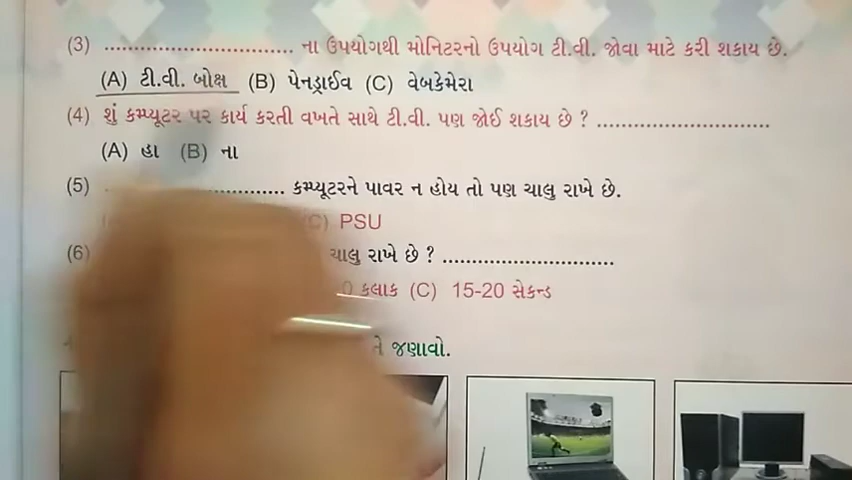 (3) ............................... ના ઉપયોગથી મોનિટરનો ઉપયોગ ટી.વી. જોવા માટે કરી શકાય છે.
(A) ટી.વી. બોક્ષ (B) પેનડ્રાઈવ (C) વેબકેમેરા
(4) શું કમ્પ્યૂટર પર કાર્ય કરતી વખતે સાથે ટી.વી. પણ જોઈ શકાય છે ? .............................
(A) હા (B) ના
(5) ............. કમ્પ્યૂટરને પાવર ન હોય તો પણ ચાલુ રાખે છે.
(C) PSU
(6) ચાલુ રાખે છે ? .............................
કલાક (C) 15-20 સેકન્ડ
જણાવો.